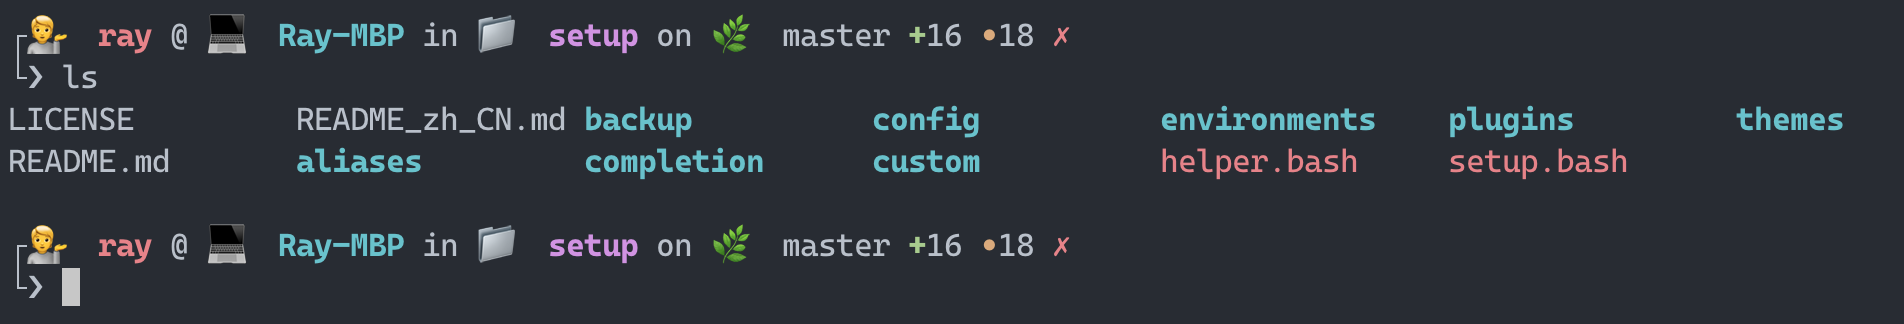 ray @ 💻 Ray-MBP in 📁 setup on 🌿 master +16 •18 ✗
❯ ls
LICENSE README_zh_CN.md backup config environments plugins themes
README.md aliases completion custom helper.bash setup.bash
ray @ 💻 Ray-MBP in 📁 setup on 🌿 master +16 •18 ✗
❯